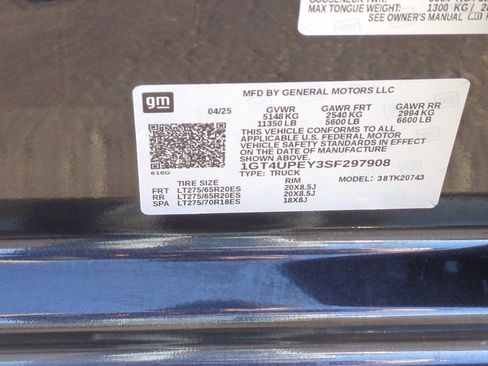 MAX TONGUE WEIGHT: 1300 KG
SEE OWNER'S MANUAL
MFD BY GENERAL MOTORS LLC
gm
04/25 GVWR GAWR FRT GAWR RR
5148 KG 2540 KG 2994 KG
11350 LB 5600 LB 6600 LB
THIS VEHICLE CONFORMS TO ALL
APPLICABLE U.S. FEDERAL MOTOR
VEHICLE SAFETY STANDARDS IN EFFECT
ON THE DATE OF MANUFACTURE SHOWN ABOVE.
1GT4UPEY3SF297908
618G TYPE: TRUCK MODEL: 38TK20743
TIRE SIZE RIM
FRT LT275/65R20ES 20X8.5J
RR LT275/65R20ES 20X8.5J
SPA LT275/70R18ES 18X8J